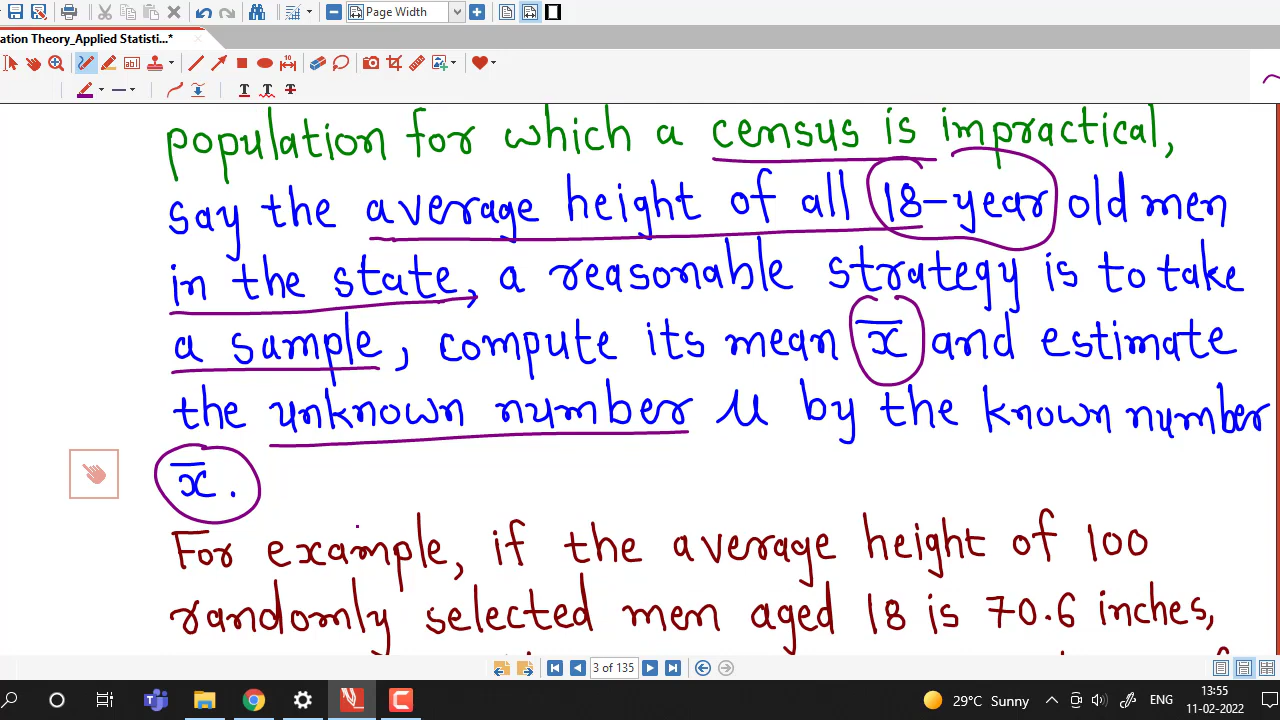 Page Width
ation Theory_Applied Statisti...*
population for which a census is impractical,
say the average height of all 18-year old men
in the state, a reasonable strategy is to take
a sample, compute its mean x̅ and estimate
the unknown number μ by the known number
x̅.
For example, if the average height of 100
randomly selected men aged 18 is 70.6 inches,
3 of 135
29°C Sunny
ENG
13:55
11-02-2022